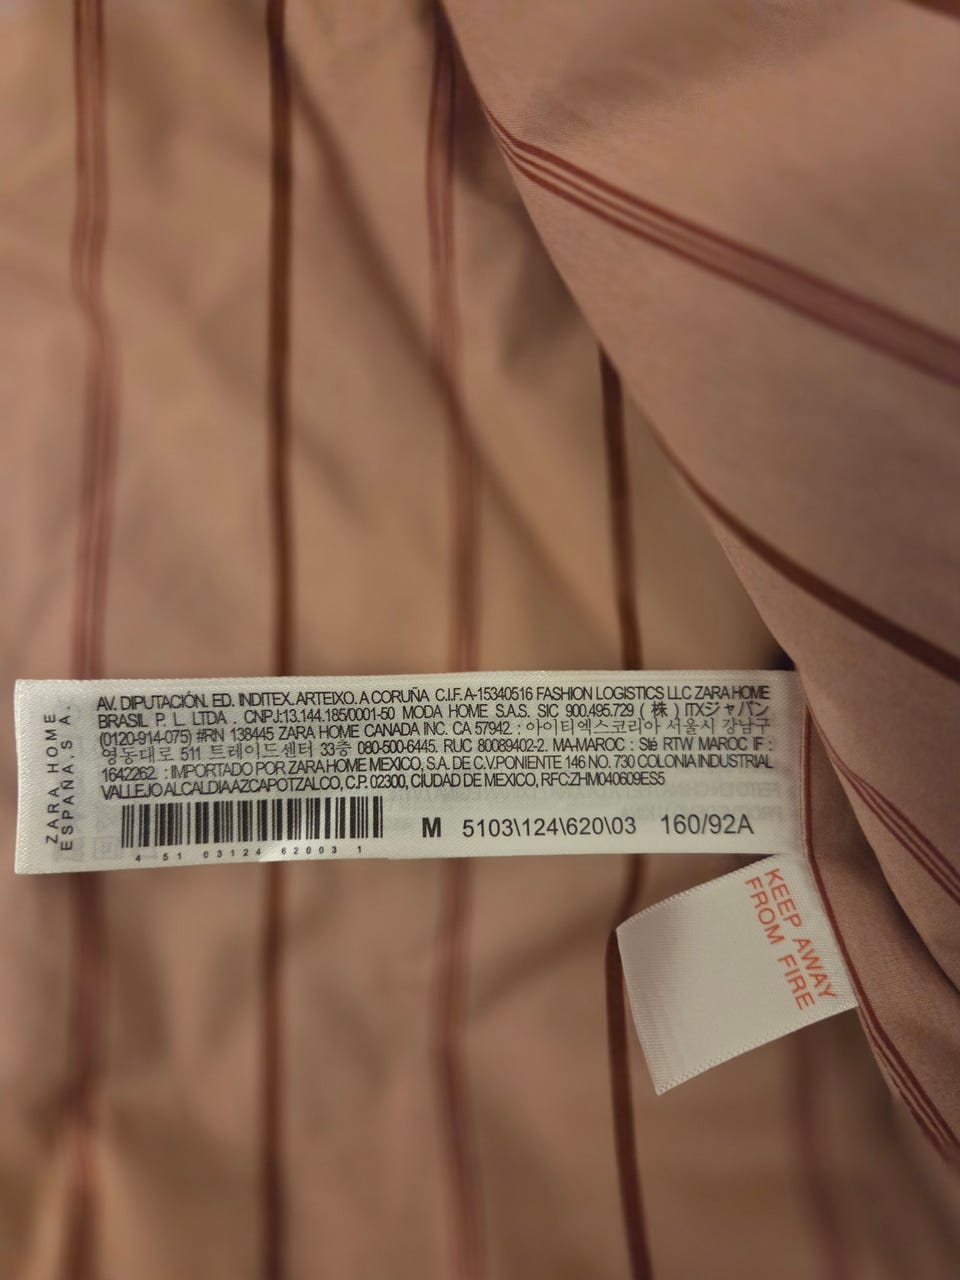 ZARA HOME
ESPAÑA, S.A.
AV. DIPUTACIÓN. ED. INDITEX. ARTEIXO. A CORUÑA C.I.F. A-15340516 FASHION LOGISTICS LLC ZARA HOME
BRASIL P. L. LTDA . CNPJ:13.144.185/0001-50 MODA HOME S.A.S. SIC 900.495.729 ( 株 ) ITXジャパン
(0120-914-075) #RN 138445 ZARA HOME CANADA INC. CA 57942. : 아이티엑스코리아 서울시 강남구
영동대로 511 트레이드센터 33층 080-500-6445. RUC 80089402-2. MA-MAROC : Sté RTW MAROC IF :
1642262. : IMPORTADO POR ZARA HOME MEXICO, S.A. DE C.V.PONIENTE 146 NO. 730 COLONIA INDUSTRIAL
VALLEJO ALCALDIA AZCAPOTZALCO, C.P. 02300, CIUDAD DE MEXICO, RFC:ZHM040609ES5
M 5103\124\620\03 160/92A
4 51 03124 62003 1
KEEP AWAY
FROM FIRE